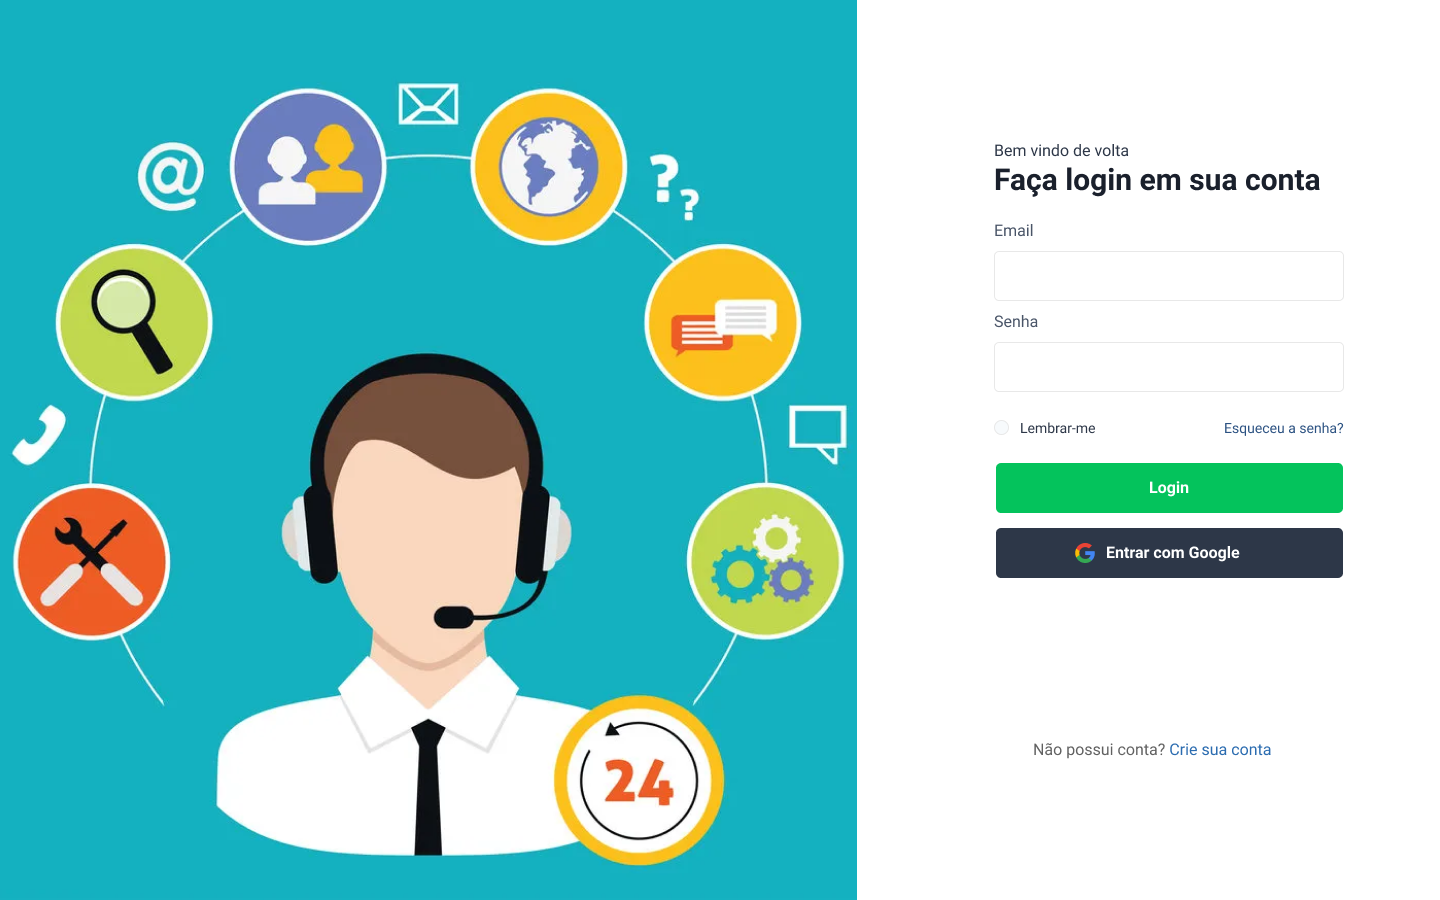 @
?
?
24
Bem vindo de volta
Faça login em sua conta
Email
Senha
Lembrar-me Esqueceu a senha?
Login
Entrar com Google
Não possui conta? Crie sua conta